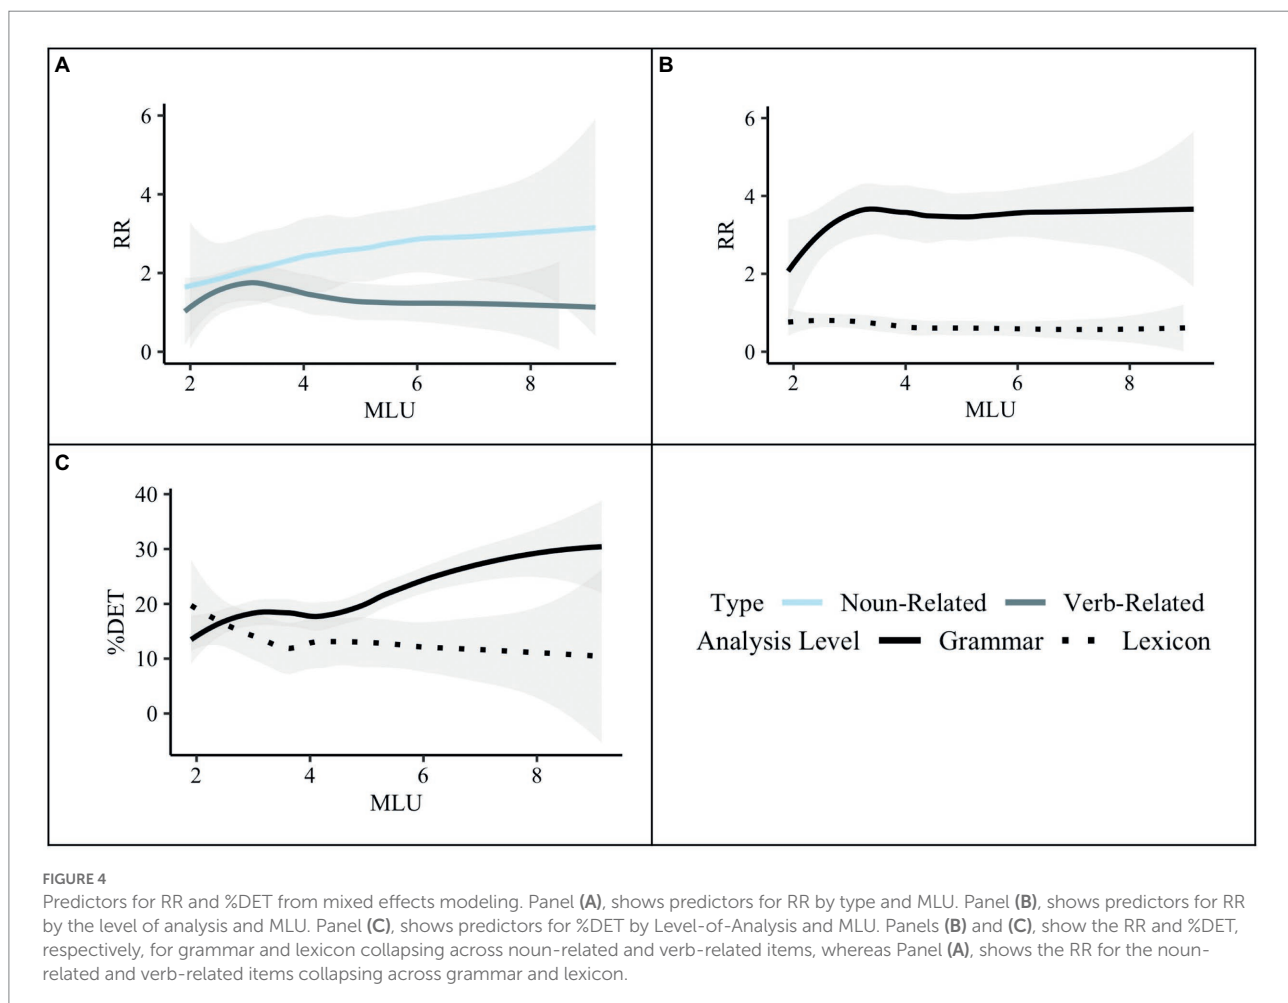 A
6
4
2
0
RR
2 4 6 8
MLU
B
6
4
2
0
RR
2 4 6 8
MLU
C
40
30
20
10
0
%DET
2 4 6 8
MLU
Type Noun-Related Verb-Related
Analysis Level Grammar Lexicon
FIGURE 4
Predictors for RR and %DET from mixed effects modeling. Panel (A), shows predictors for RR by type and MLU. Panel (B), shows predictors for RR
by the level of analysis and MLU. Panel (C), shows predictors for %DET by Level-of-Analysis and MLU. Panels (B) and (C), show the RR and %DET,
respectively, for grammar and lexicon collapsing across noun-related and verb-related items, whereas Panel (A), shows the RR for the noun-
related and verb-related items collapsing across grammar and lexicon.